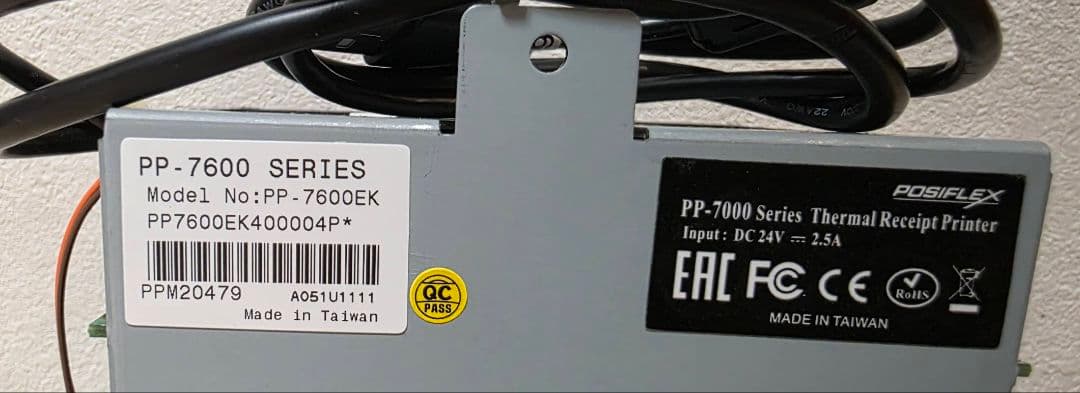 PP-7600 SERIES
Model No:PP-7600EK
PP7600EK400004P*
PPM20479
A051U1111
Made in Taiwan
QC
PASS
POSIFLEX
PP-7000 Series Thermal Receipt Printer
Input : DC 24V ⎓ 2.5A
EAC FC CE RoHS
MADE IN TAIWAN
22AWG